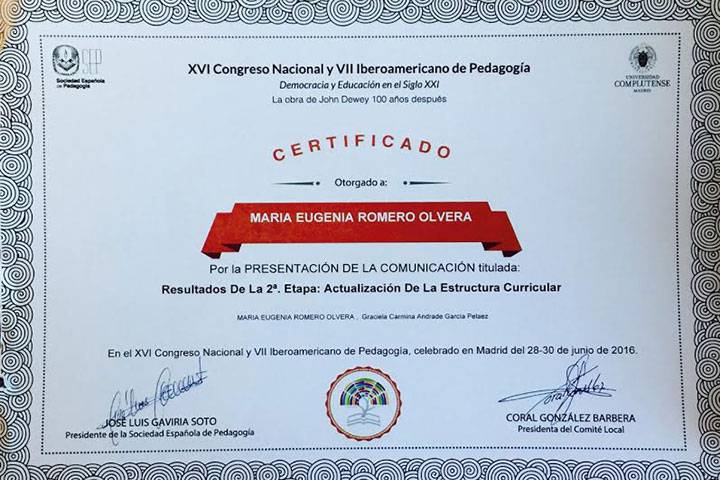 SEP
Sociedad Española
de Pedagogía
UNIVERSIDAD
COMPLUTENSE
MADRID
XVI Congreso Nacional y VII Iberoamericano de Pedagogía
Democracia y Educación en el Siglo XXI
La obra de John Dewey 100 años después
CERTIFICADO
Otorgado a:
MARIA EUGENIA ROMERO OLVERA
Por la PRESENTACIÓN DE LA COMUNICACIÓN titulada:
Resultados De La 2ª. Etapa: Actualización De La Estructura Curricular
MARIA EUGENIA ROMERO OLVERA , Graciela Carmina Andrade García Pelaez
En el XVI Congreso Nacional y VII Iberoamericano de Pedagogía, celebrado en Madrid del 28-30 de junio de 2016.
JOSE LUIS GAVIRIA SOTO
Presidente de la Sociedad Española de Pedagogía
CORAL GONZÁLEZ BARBERA
Presidenta del Comité Local